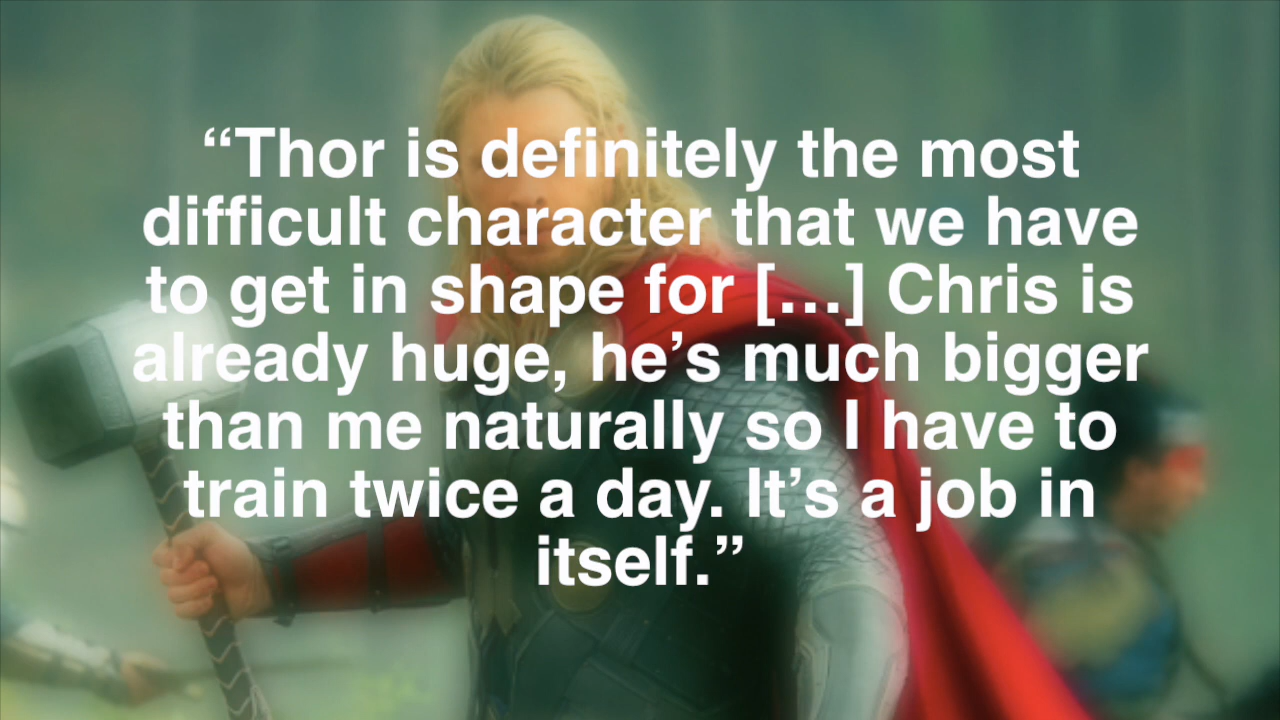 “Thor is definitely the most
difficult character that we have
to get in shape for […] Chris is
already huge, he’s much bigger
than me naturally so I have to
train twice a day. It’s a job in
itself.”